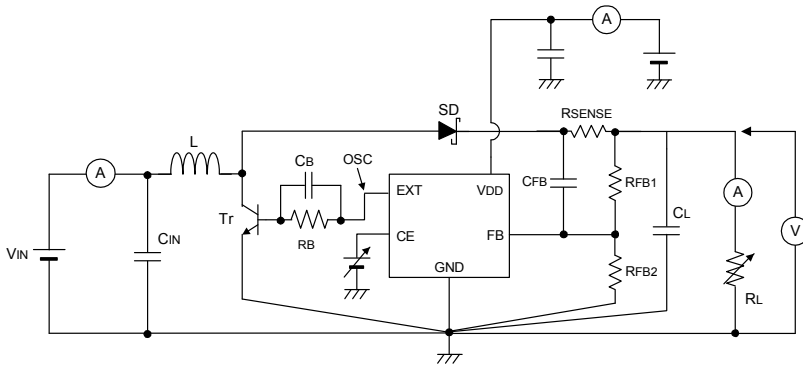 A
SD
RSENSE
L
OSC
CB
A
EXT
VDD
CFB
RFB1
A
Tr
CL
CIN
RB
CE
FB
V
VIN
GND
RFB2
RL